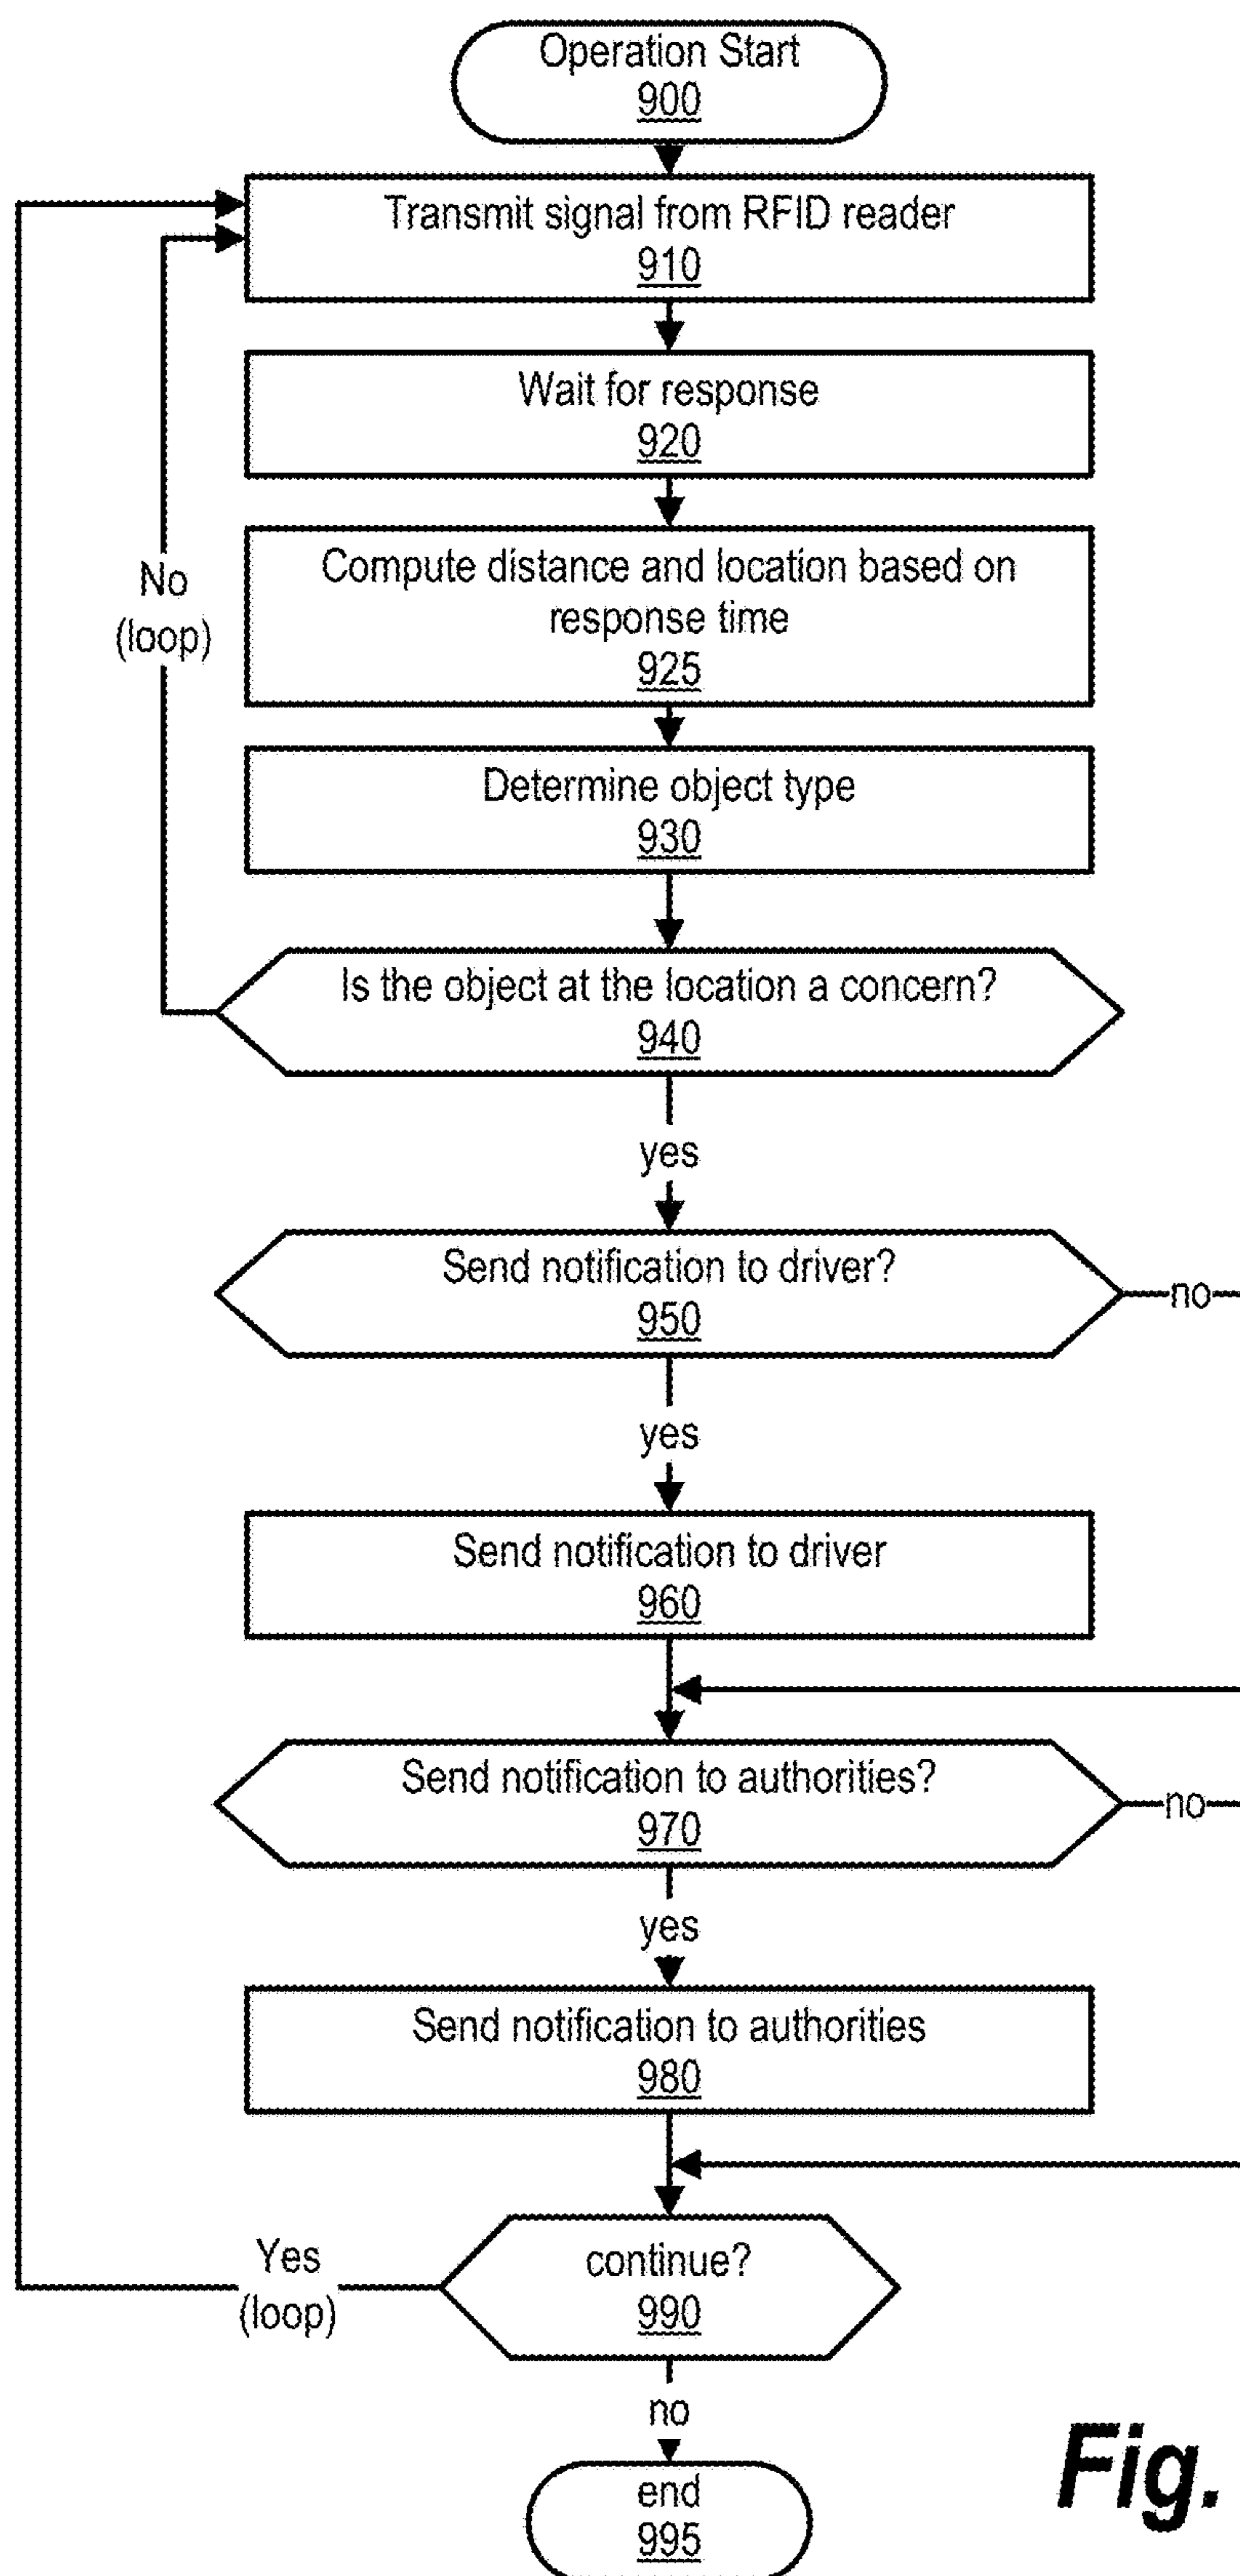 Operation Start
900
Transmit signal from RFID reader
910
Wait for response
920
Compute distance and location based on
response time
925
No
(loop)
Determine object type
930
Is the object at the location a concern?
940
yes
Send notification to driver?
950
no
yes
Send notification to driver
960
Send notification to authorities?
970
no
yes
Send notification to authorities
980
Yes
(loop)
continue?
990
no
end
995
Fig.